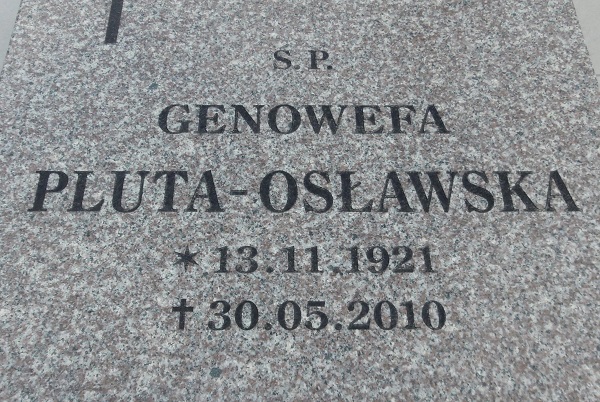 Ś.P.
GENOWEFA
PLUTA-OSŁAWSKA
✶ 13.11.1921
✝ 30.05.2010